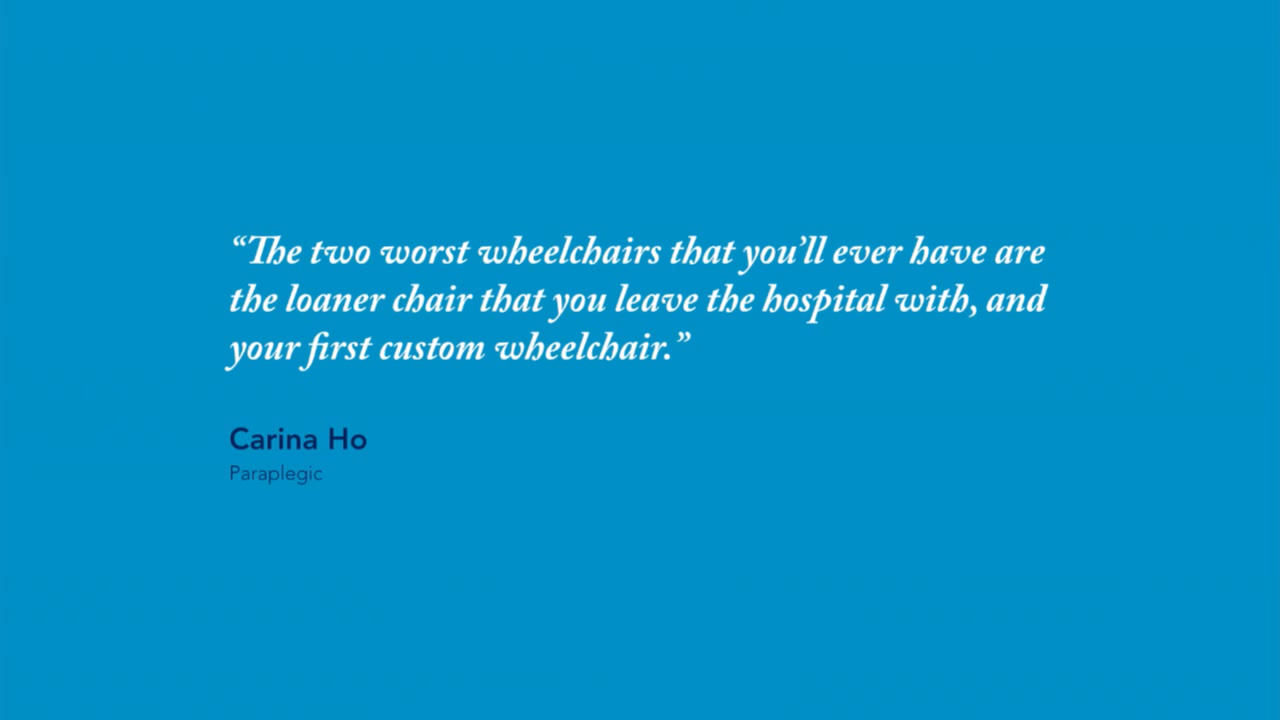 “The two worst wheelchairs that you’ll ever have are
the loaner chair that you leave the hospital with, and
your first custom wheelchair.”
Carina Ho
Paraplegic